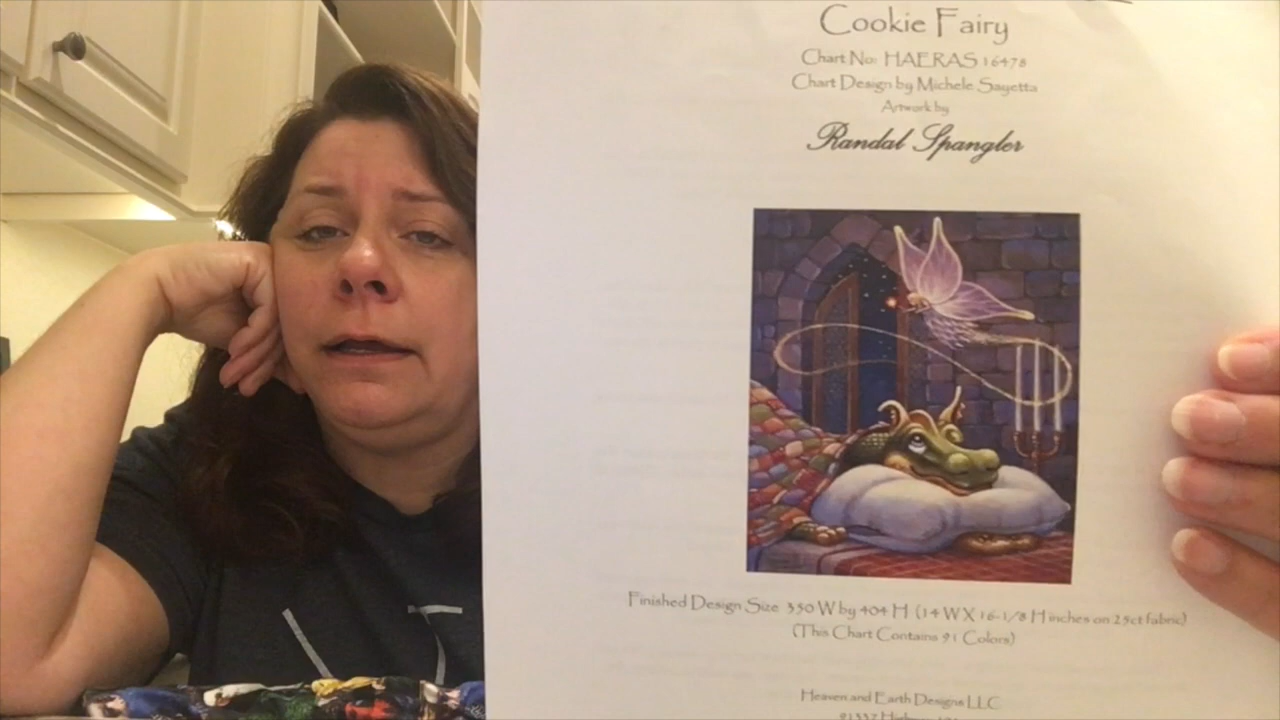 Cookie Fairy
Chart No: HAERAS 16478
Chart Design by Michele Sayetta
Artwork by
Randal Spangler
Finished Design Size 350 W by 404 H (14 W X 16-1/8 H inches on 25ct fabric)
(This Chart Contains 91 Colors)
Heaven and Earth Designs LLC
91337 Highway